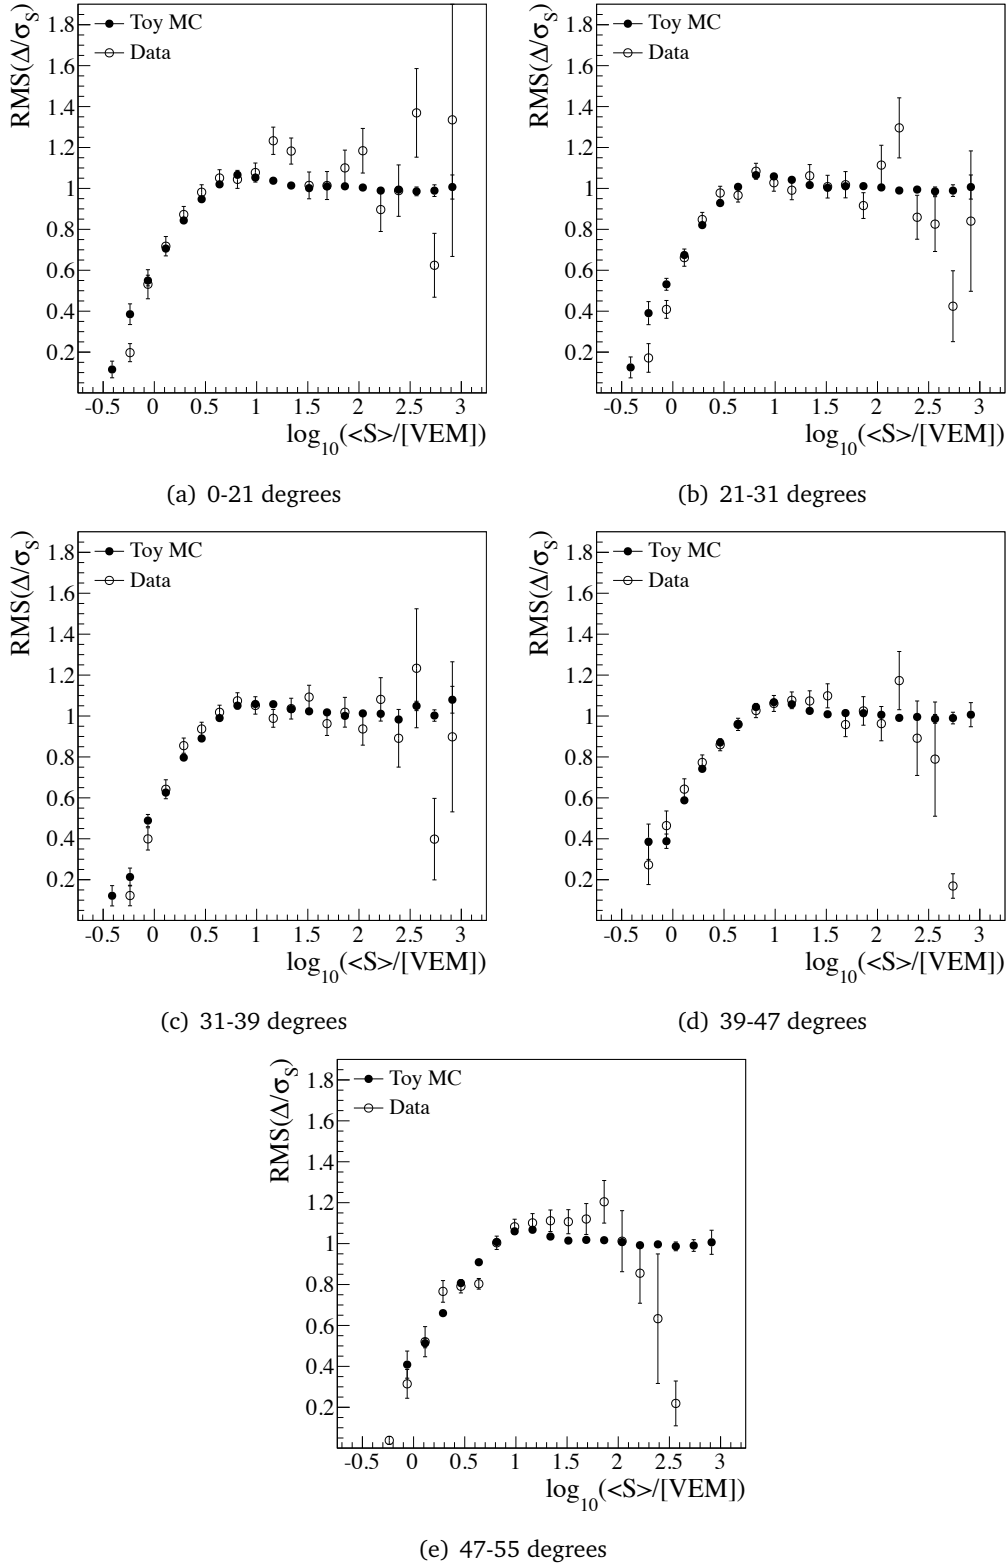 RMS(Δ/σ_S)
1.8
1.6
1.4
1.2
1
0.8
0.6
0.4
0.2
Toy MC
Data
-0.5 0 0.5 1 1.5 2 2.5 3
log₁₀(<S>/[VEM])
(a) 0-21 degrees
RMS(Δ/σ_S)
1.8
1.6
1.4
1.2
1
0.8
0.6
0.4
0.2
Toy MC
Data
-0.5 0 0.5 1 1.5 2 2.5 3
log₁₀(<S>/[VEM])
(b) 21-31 degrees
RMS(Δ/σ_S)
1.8
1.6
1.4
1.2
1
0.8
0.6
0.4
0.2
Toy MC
Data
-0.5 0 0.5 1 1.5 2 2.5 3
log₁₀(<S>/[VEM])
(c) 31-39 degrees
RMS(Δ/σ_S)
1.8
1.6
1.4
1.2
1
0.8
0.6
0.4
0.2
Toy MC
Data
-0.5 0 0.5 1 1.5 2 2.5 3
log₁₀(<S>/[VEM])
(d) 39-47 degrees
RMS(Δ/σ_S)
1.8
1.6
1.4
1.2
1
0.8
0.6
0.4
0.2
Toy MC
Data
-0.5 0 0.5 1 1.5 2 2.5 3
log₁₀(<S>/[VEM])
(e) 47-55 degrees